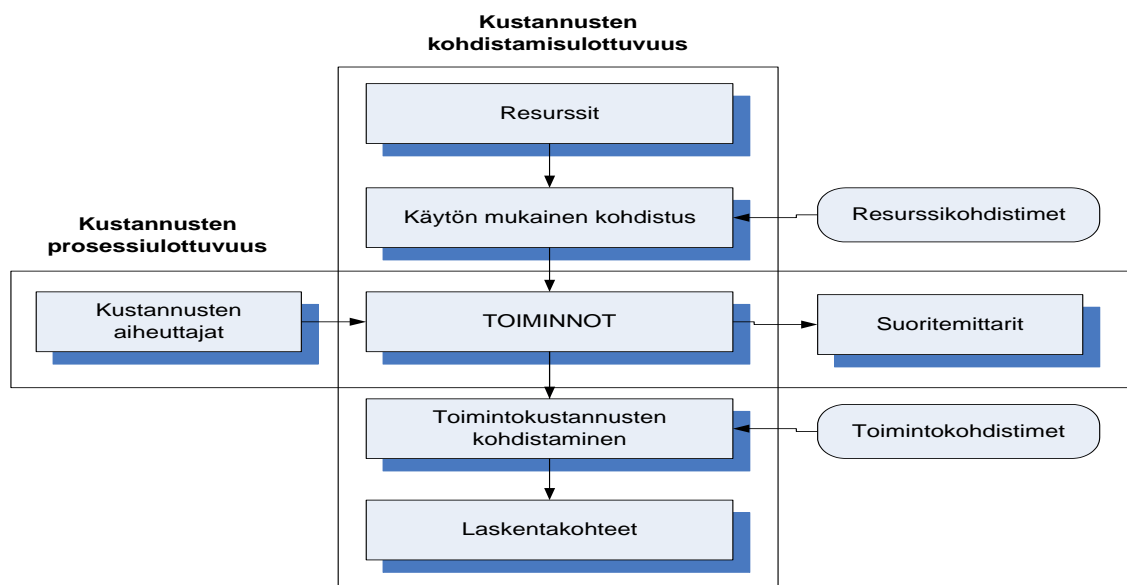 Kustannusten
kohdistamisulottuvuus
Resurssit
Käytön mukainen kohdistus
Resurssikohdistimet
Kustannusten
prosessiulottuvuus
Kustannusten
aiheuttajat
TOIMINNOT
Suoritemittarit
Toimintokustannusten
kohdistaminen
Toimintokohdistimet
Laskentakohteet